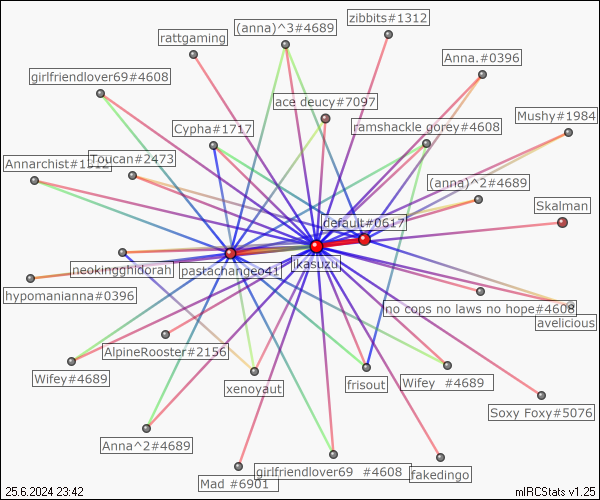 zibbits#1312
(anna)^3#4689
rattgaming
Anna.#0396
girlfriendlover69#4608
ace deucy#7097
Mushy#1984
Cypha#1717
ramshackle gorey#4608
Toucan#2473
(anna)^2#4689
default#0617
Skalman
jkasuzu
neokingghidorah
pastachangeo41
hypomanianna#0396
no cops no laws no hope#4608
avelicious
AlpineRooster#2156
Wifey#4689
xenoyaut
frisout
Wifey #4689
Soxy Foxy#5076
Anna^2#4689
girlfriendlover69 #4608
fakedingo
Mad #6901
25.6.2024 23:42
mIRCStats v1.25